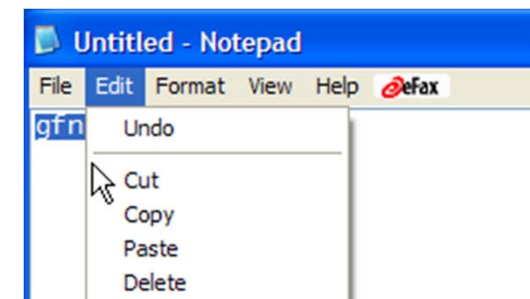 Untitled - Notepad
File Edit Format View Help eFax
gfn
Undo
Cut
Copy
Paste
Delete